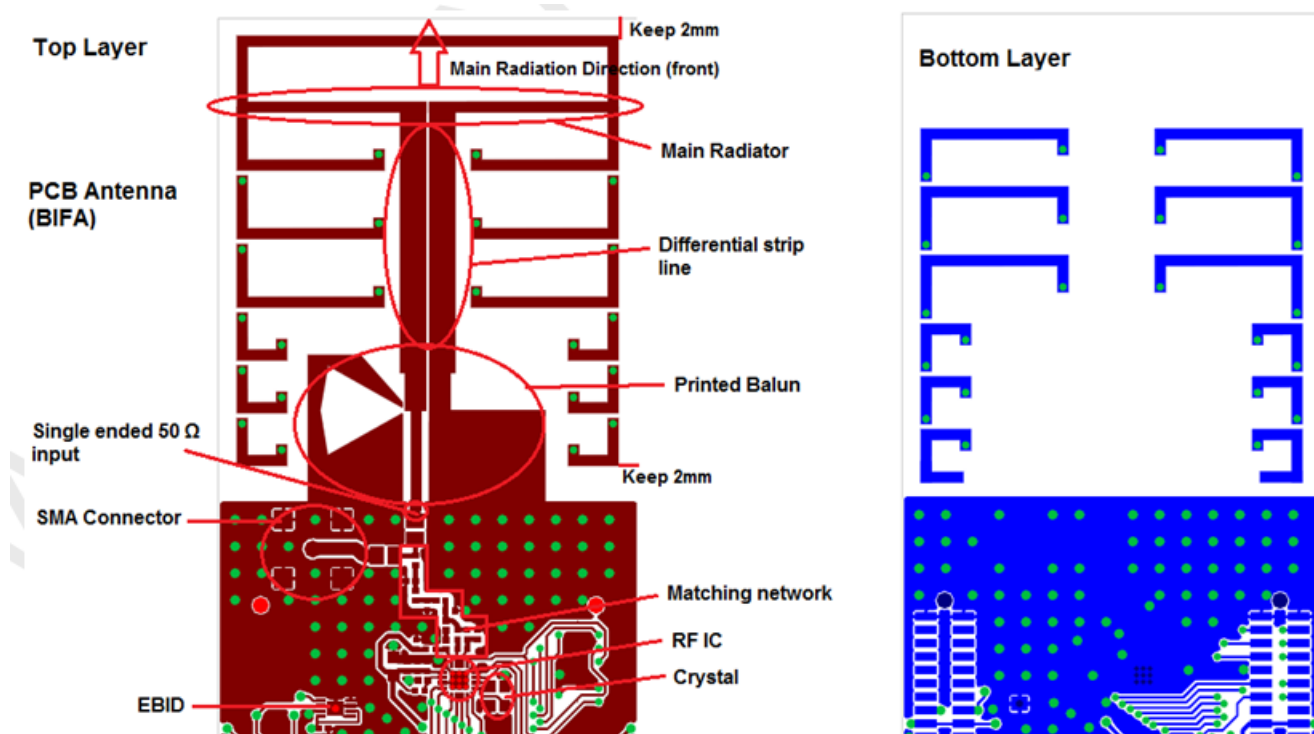 Top Layer
Keep 2mm
Main Radiation Direction (front)
Main Radiator
PCB Antenna
(BIFA)
Differential strip
line
Printed Balun
Single ended 50 Ω
input
Keep 2mm
SMA Connector
Matching network
RF IC
Crystal
EBID
Bottom Layer